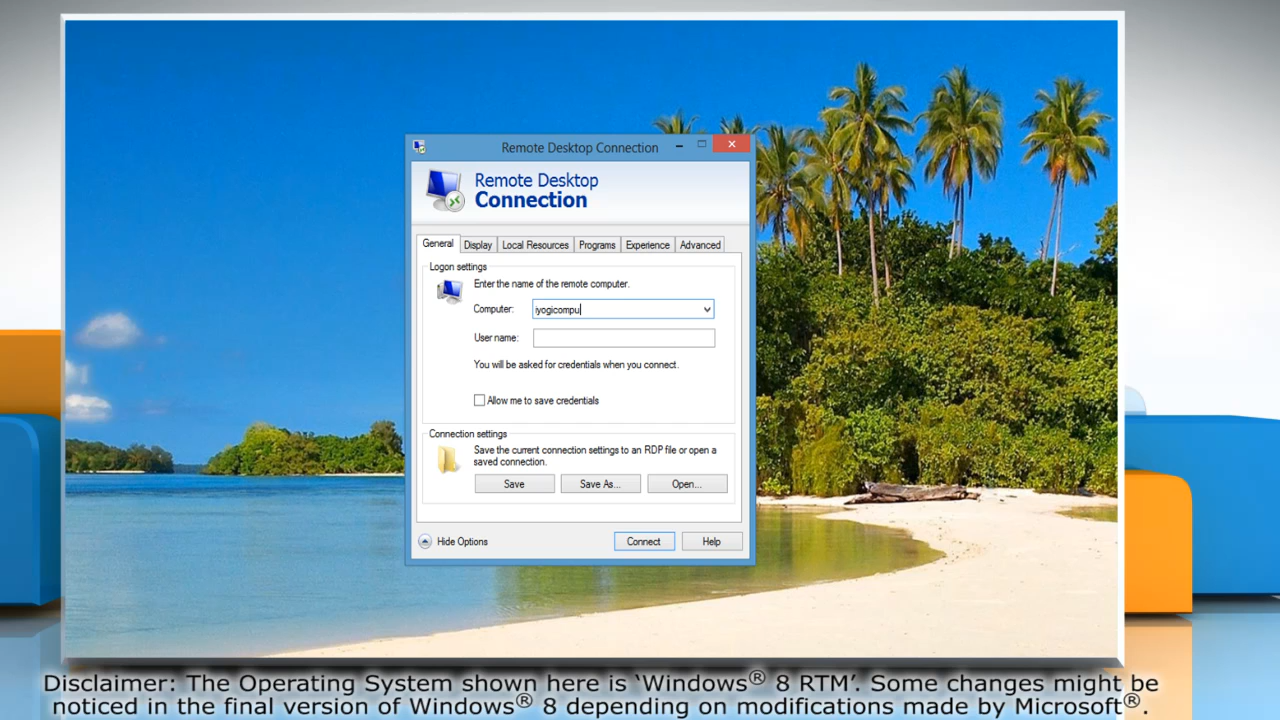 Remote Desktop Connection
Remote Desktop
Connection
General Display Local Resources Programs Experience Advanced
Logon settings
Enter the name of the remote computer.
Computer: iyogicompu
User name:
You will be asked for credentials when you connect.
Allow me to save credentials
Connection settings
Save the current connection settings to an RDP file or open a
saved connection.
Save Save As... Open...
Hide Options Connect Help
Disclaimer: The Operating System shown here is ‘Windows® 8 RTM’. Some changes might be
noticed in the final version of Windows® 8 depending on modifications made by Microsoft®.